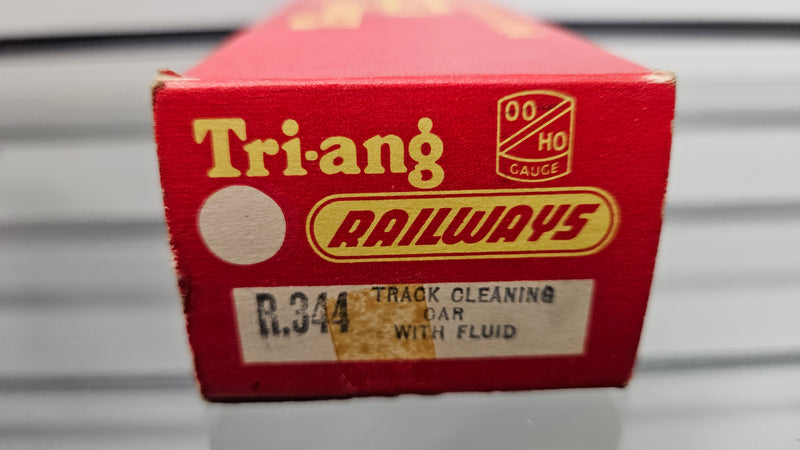 Tri-ang
OO/HO
GAUGE
RAILWAYS
R.344 TRACK CLEANING
CAR
WITH FLUID